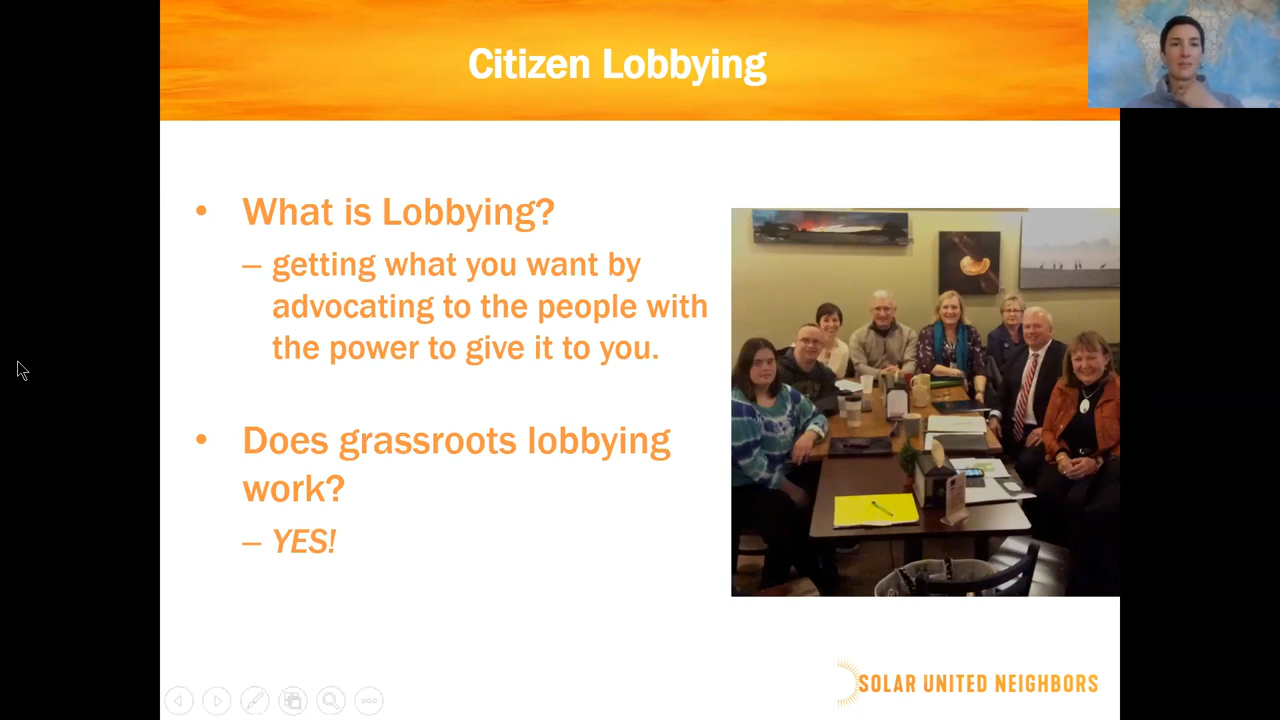 Citizen Lobbying
• What is Lobbying?
– getting what you want by
advocating to the people with
the power to give it to you.
• Does grassroots lobbying
work?
– YES!
SOLAR UNITED NEIGHBORS